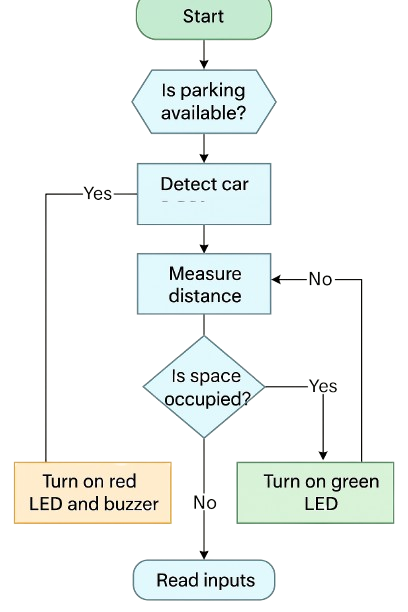 Start
Is parking
available?
Detect car
Yes
Measure
distance
No
Is space
occupied?
Yes
Turn on red
LED and buzzer
Turn on green
LED
No
Read inputs